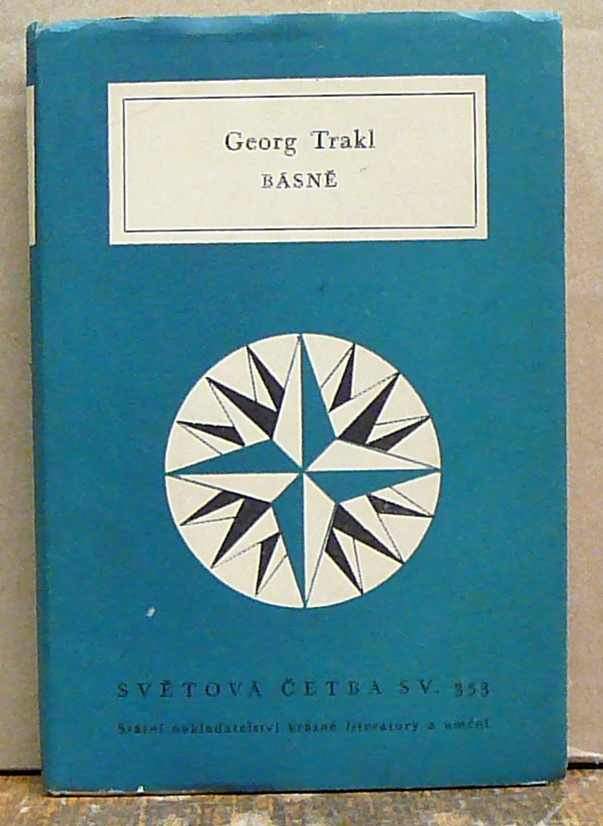 Georg Trakl
BÁSNĚ
SVĚTOVÁ ČETBA SV. 353
Státní nakladatelství krásné literatury a umění